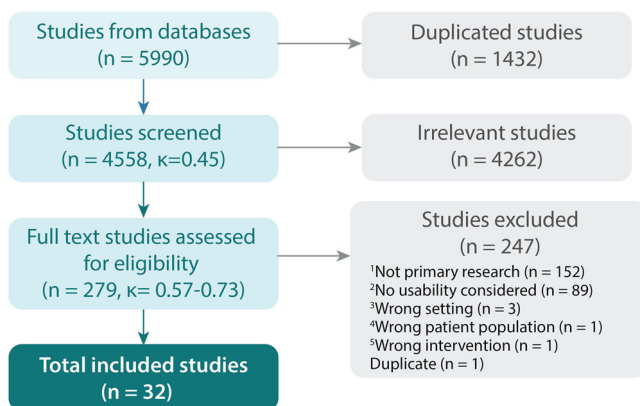 Studies from databases
(n = 5990)
Duplicated studies
(n = 1432)
Studies screened
(n = 4558, κ=0.45)
Irrelevant studies
(n = 4262)
Full text studies assessed
for eligibility
(n = 279, κ= 0.57-0.73)
Studies excluded
(n = 247)
¹Not primary research (n = 152)
²No usability considered (n = 89)
³Wrong setting (n = 3)
⁴Wrong patient population (n = 1)
⁵Wrong intervention (n = 1)
Duplicate (n = 1)
Total included studies
(n = 32)